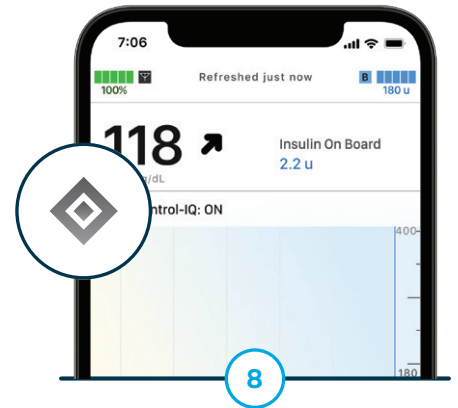 7:06
100%
Refreshed just now
B
180 u
118
Insulin On Board
2.2 u
ntrol-IQ: ON
400
180
8